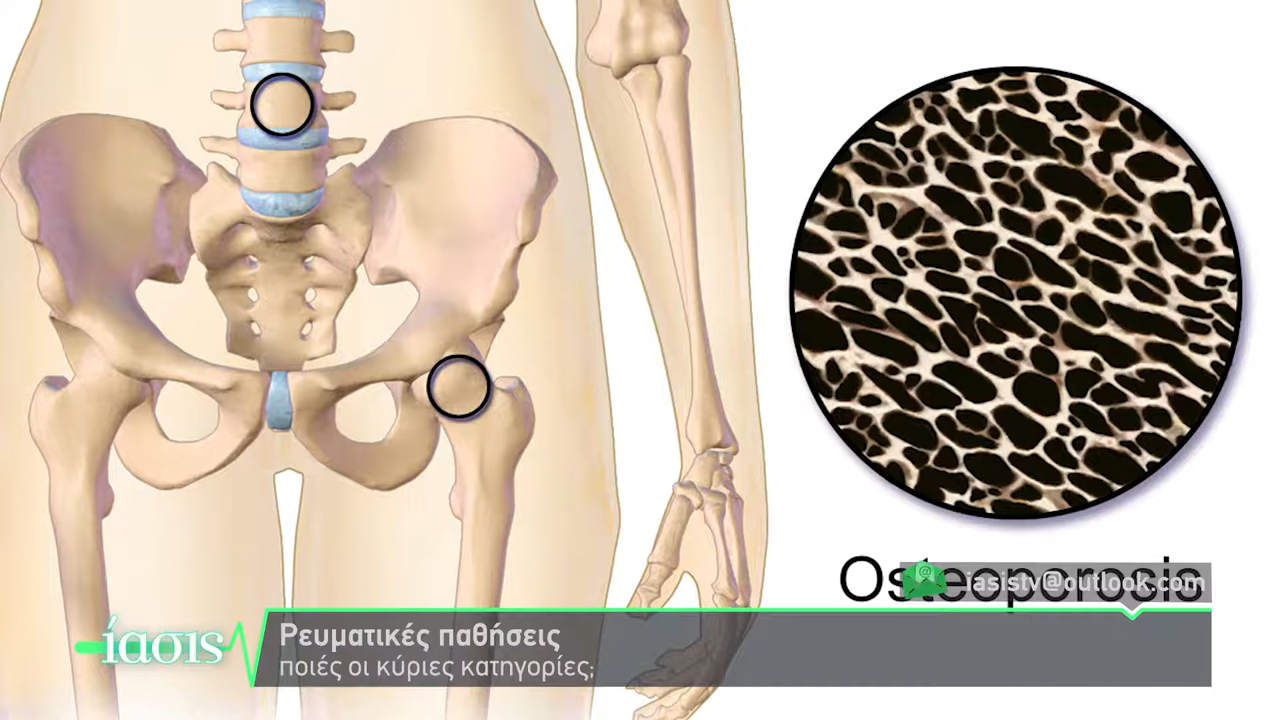 Osteoporosis
iasistv@outlook.com
ίασις
Ρευματικές παθήσεις
ποιές οι κύριες κατηγορίες;